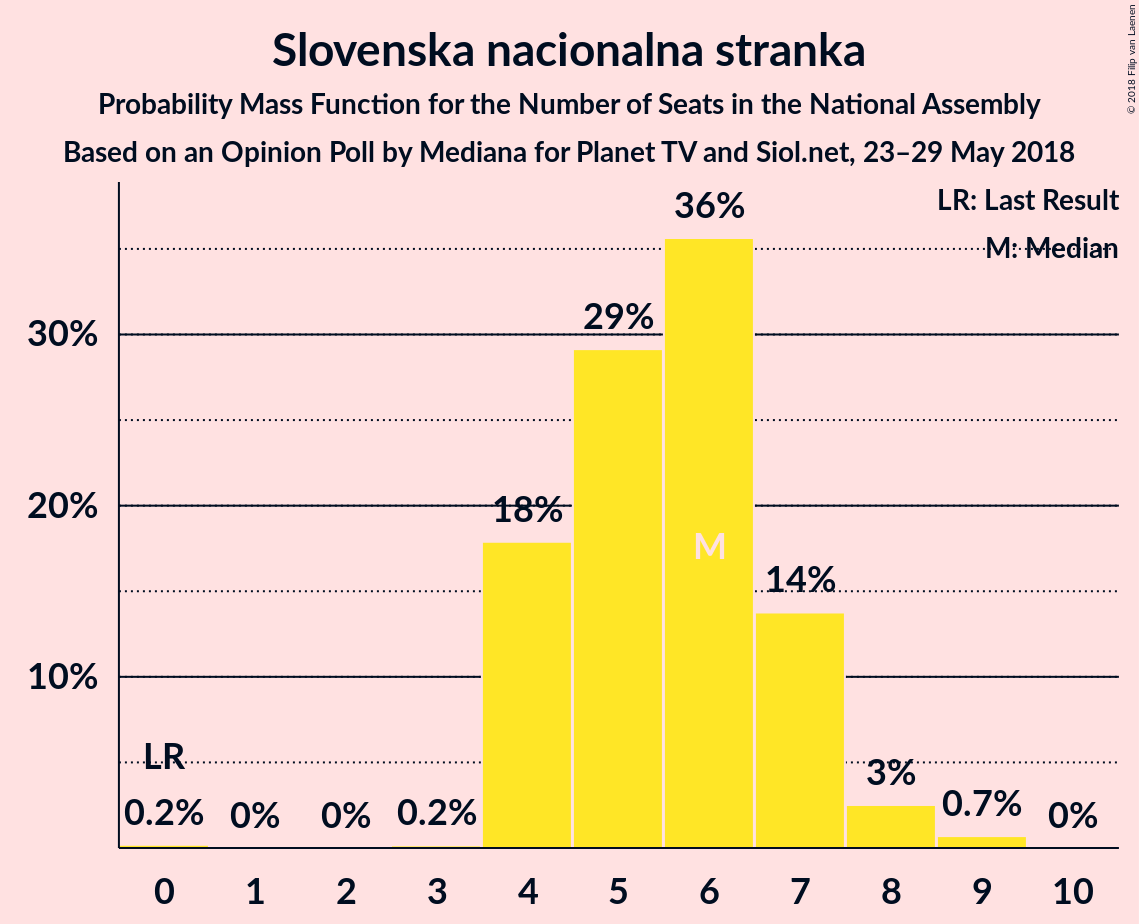 Slovenska nacionalna stranka
Probability Mass Function for the Number of Seats in the National Assembly
Based on an Opinion Poll by Mediana for Planet TV and Siol.net, 23–29 May 2018
© 2018 Filip van Laenen
LR: Last Result
M: Median
36%
30%
29%
20%
18%
M
14%
10%
LR
3%
0.2% 0% 0% 0.2% 0.7% 0%
0 1 2 3 4 5 6 7 8 9 10